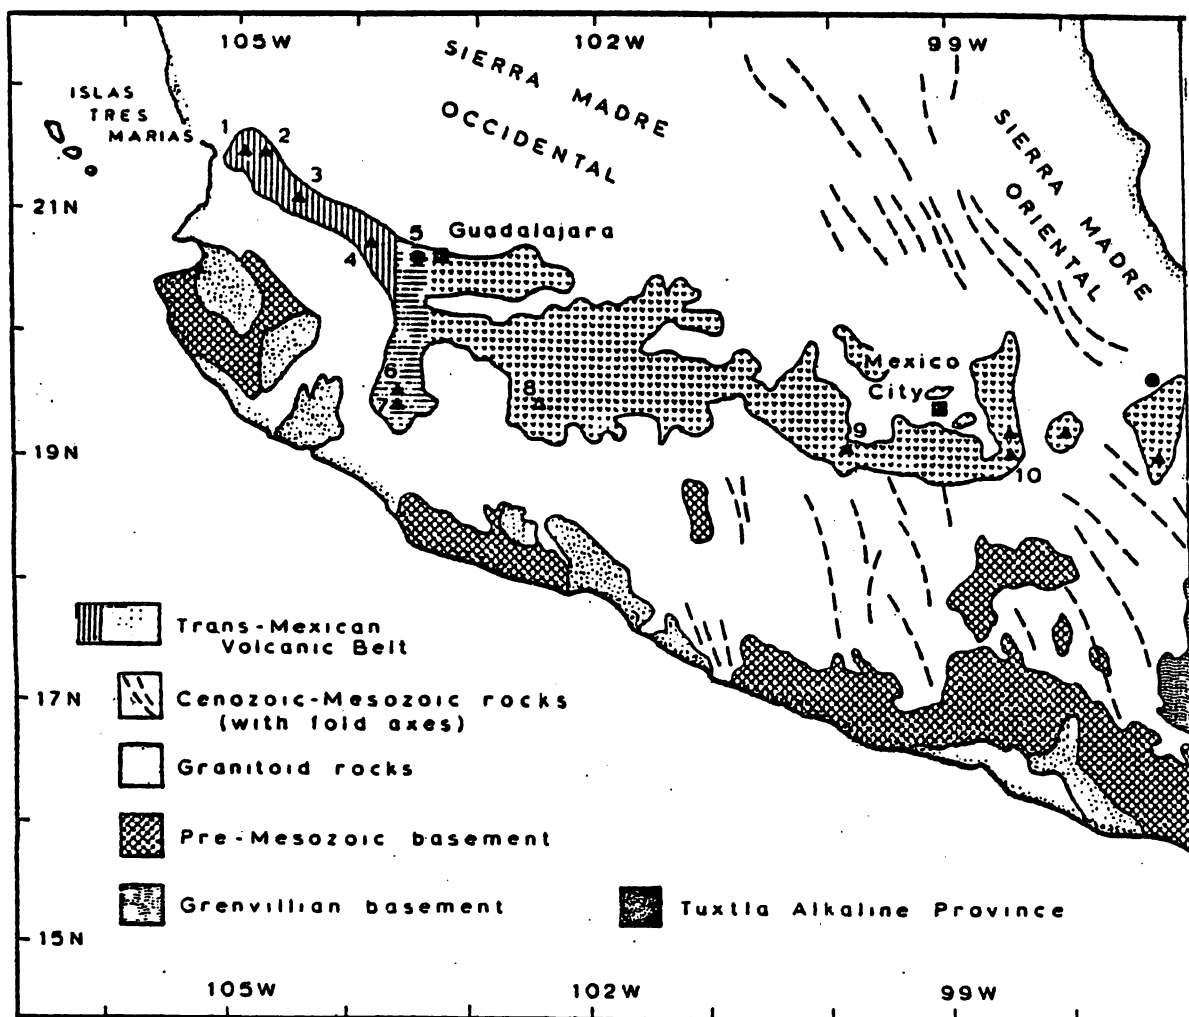 105W
102W
99W
SIERRA MADRE
OCCIDENTAL
SIERRA MADRE
ORIENTAL
ISLAS
TRES
MARIAS
1
2
3
21N
4
5
Guadalajara
6
7
8
Mexico
City
9
10
19N
Trans-Mexican
Volcanic Belt
Cenozoic-Mesozoic rocks
(with fold axes)
17N
Granitoid rocks
Pre-Mesozoic basement
Grenvillian basement
Tuxtla Alkaline Province
15N
105W
102W
99W